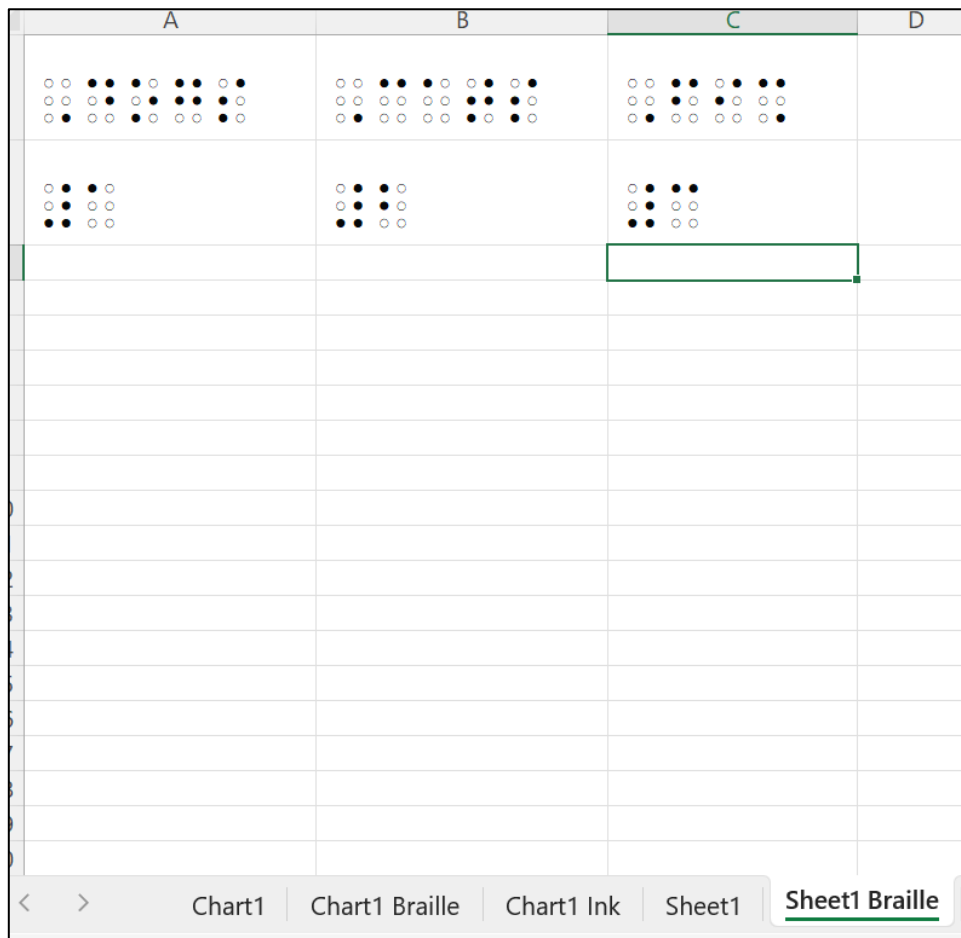 A B C D
⠠⠙⠕⠛⠎ ⠠⠉⠁⠞⠎ ⠠⠋⠊⠩
⠼⠁ ⠼⠃ ⠼⠉
Chart1 Chart1 Braille Chart1 Ink Sheet1 Sheet1 Braille